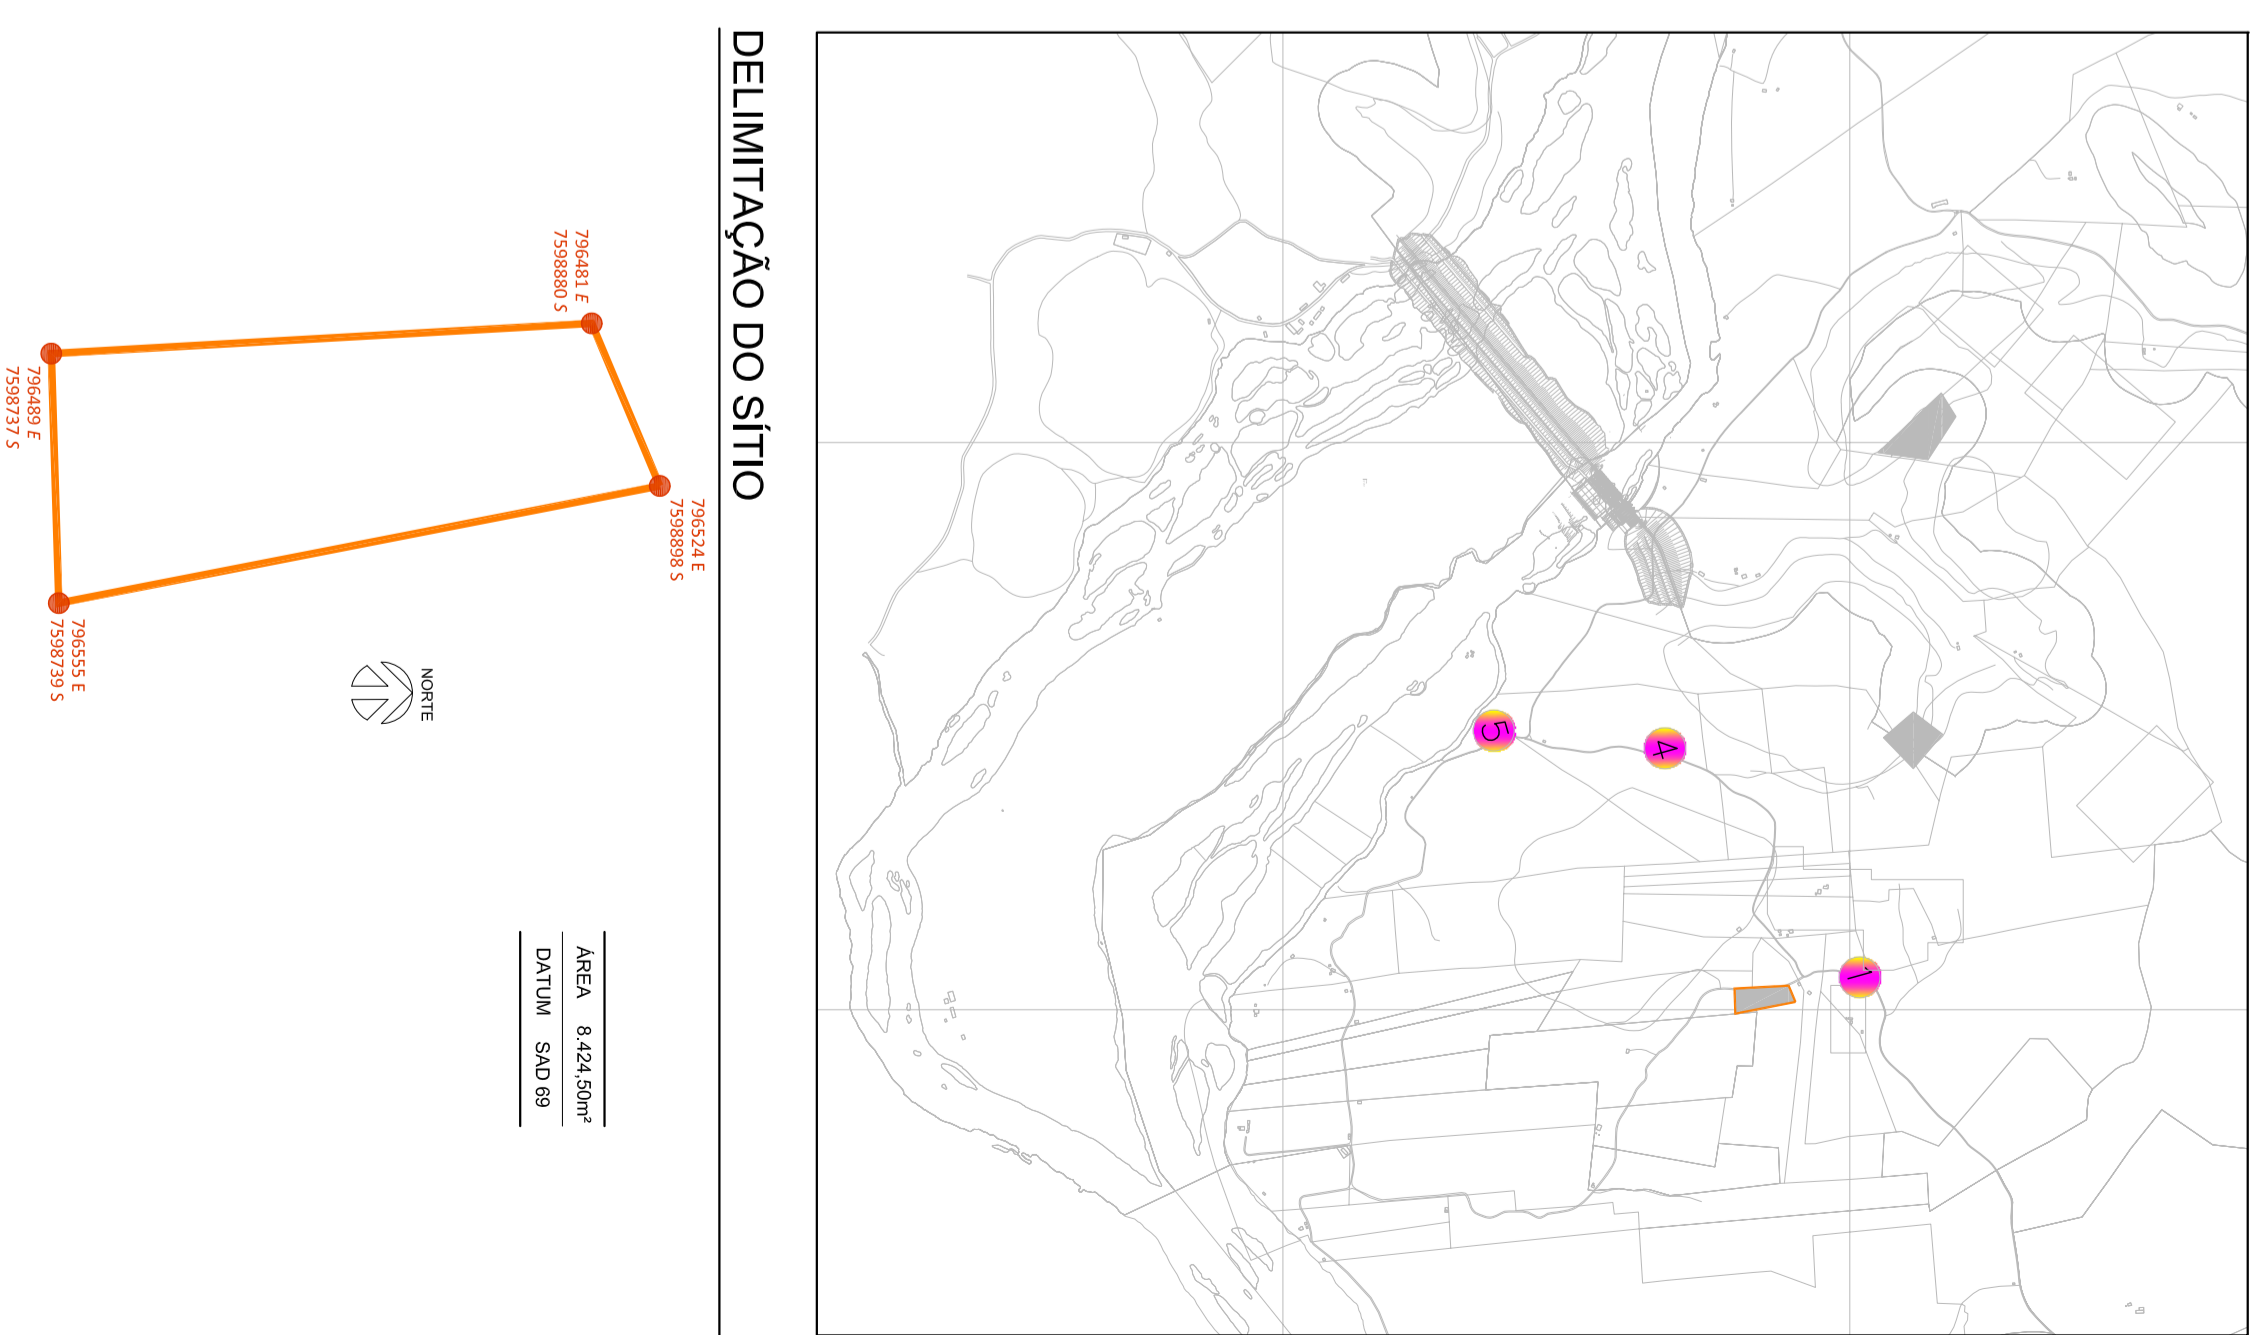 5
4
1
DELIMITAÇÃO DO SÍTIO
796524 E
7598898 S
796481 E
7598880 S
NORTE
ÁREA 8.424,50m²
DATUM SAD 69
796555 E
7598739 S
796489 E
7598737 S